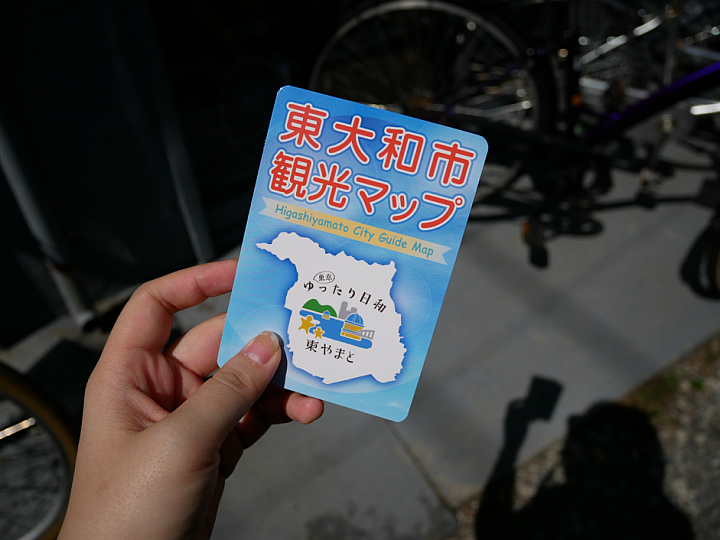 東大和市
観光マップ
Higashiyamato City Guide Map
東京
ゆったり日和
東やまと